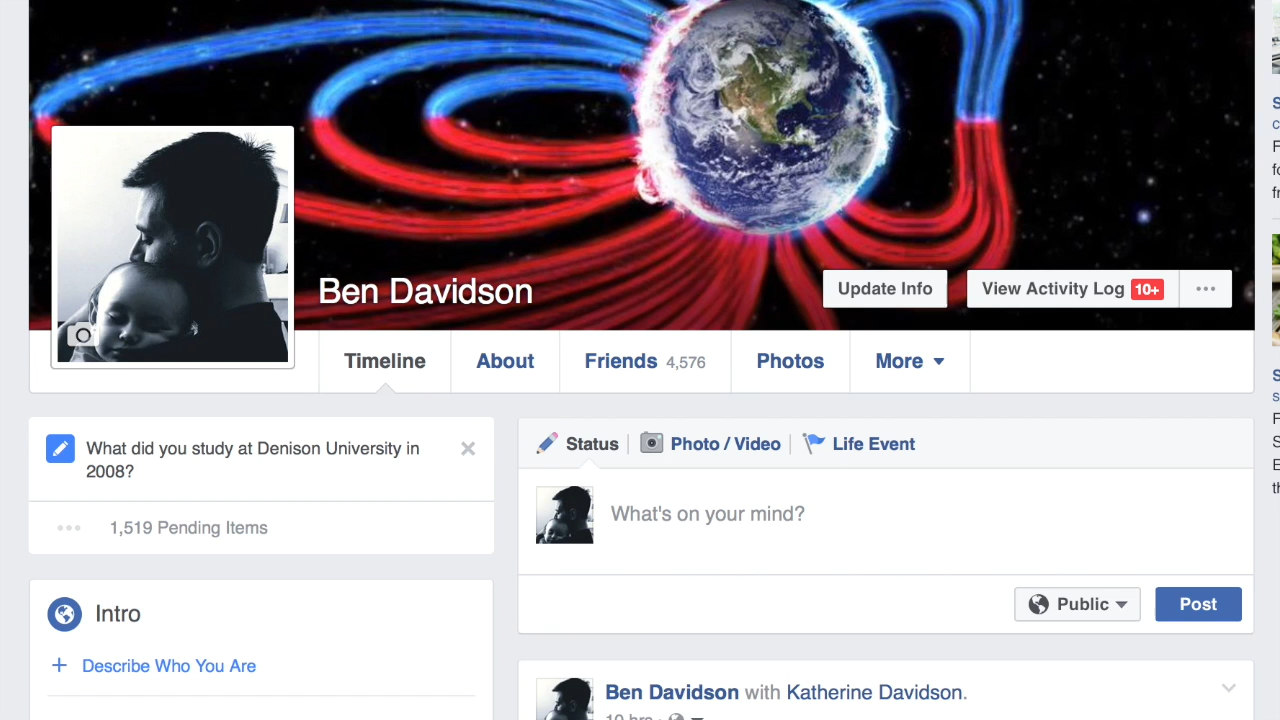 Ben Davidson
Update Info
View Activity Log 10+
Timeline
About
Friends 4,576
Photos
More
What did you study at Denison University in
2008?
1,519 Pending Items
Intro
+ Describe Who You Are
Status
Photo / Video
Life Event
What's on your mind?
Public
Post
Ben Davidson with Katherine Davidson.
10 hrs